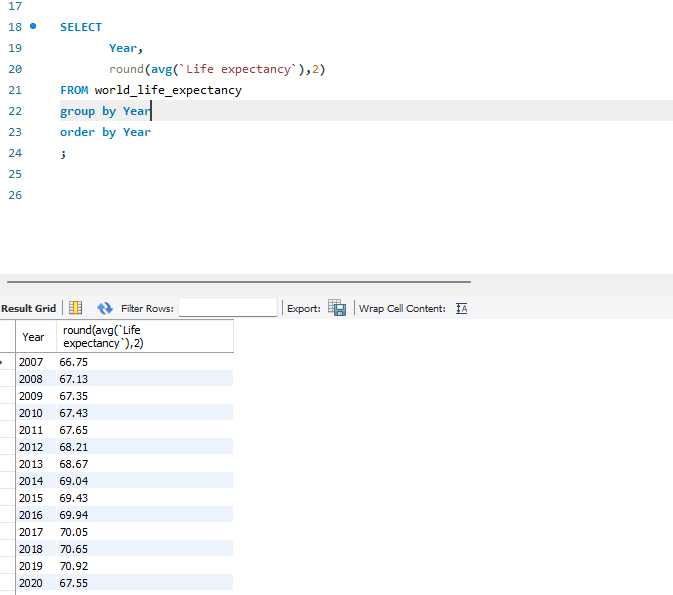 17
18 SELECT
19 Year,
20 round(avg(`Life expectancy`),2)
21 FROM world_life_expectancy
22 group by Year
23 order by Year
24 ;
25
26
Result Grid Filter Rows: Export: Wrap Cell Content: IA
Year round(avg(`Life
expectancy`),2)
2007 66.75
2008 67.13
2009 67.35
2010 67.43
2011 67.65
2012 68.21
2013 68.67
2014 69.04
2015 69.43
2016 69.94
2017 70.05
2018 70.65
2019 70.92
2020 67.55